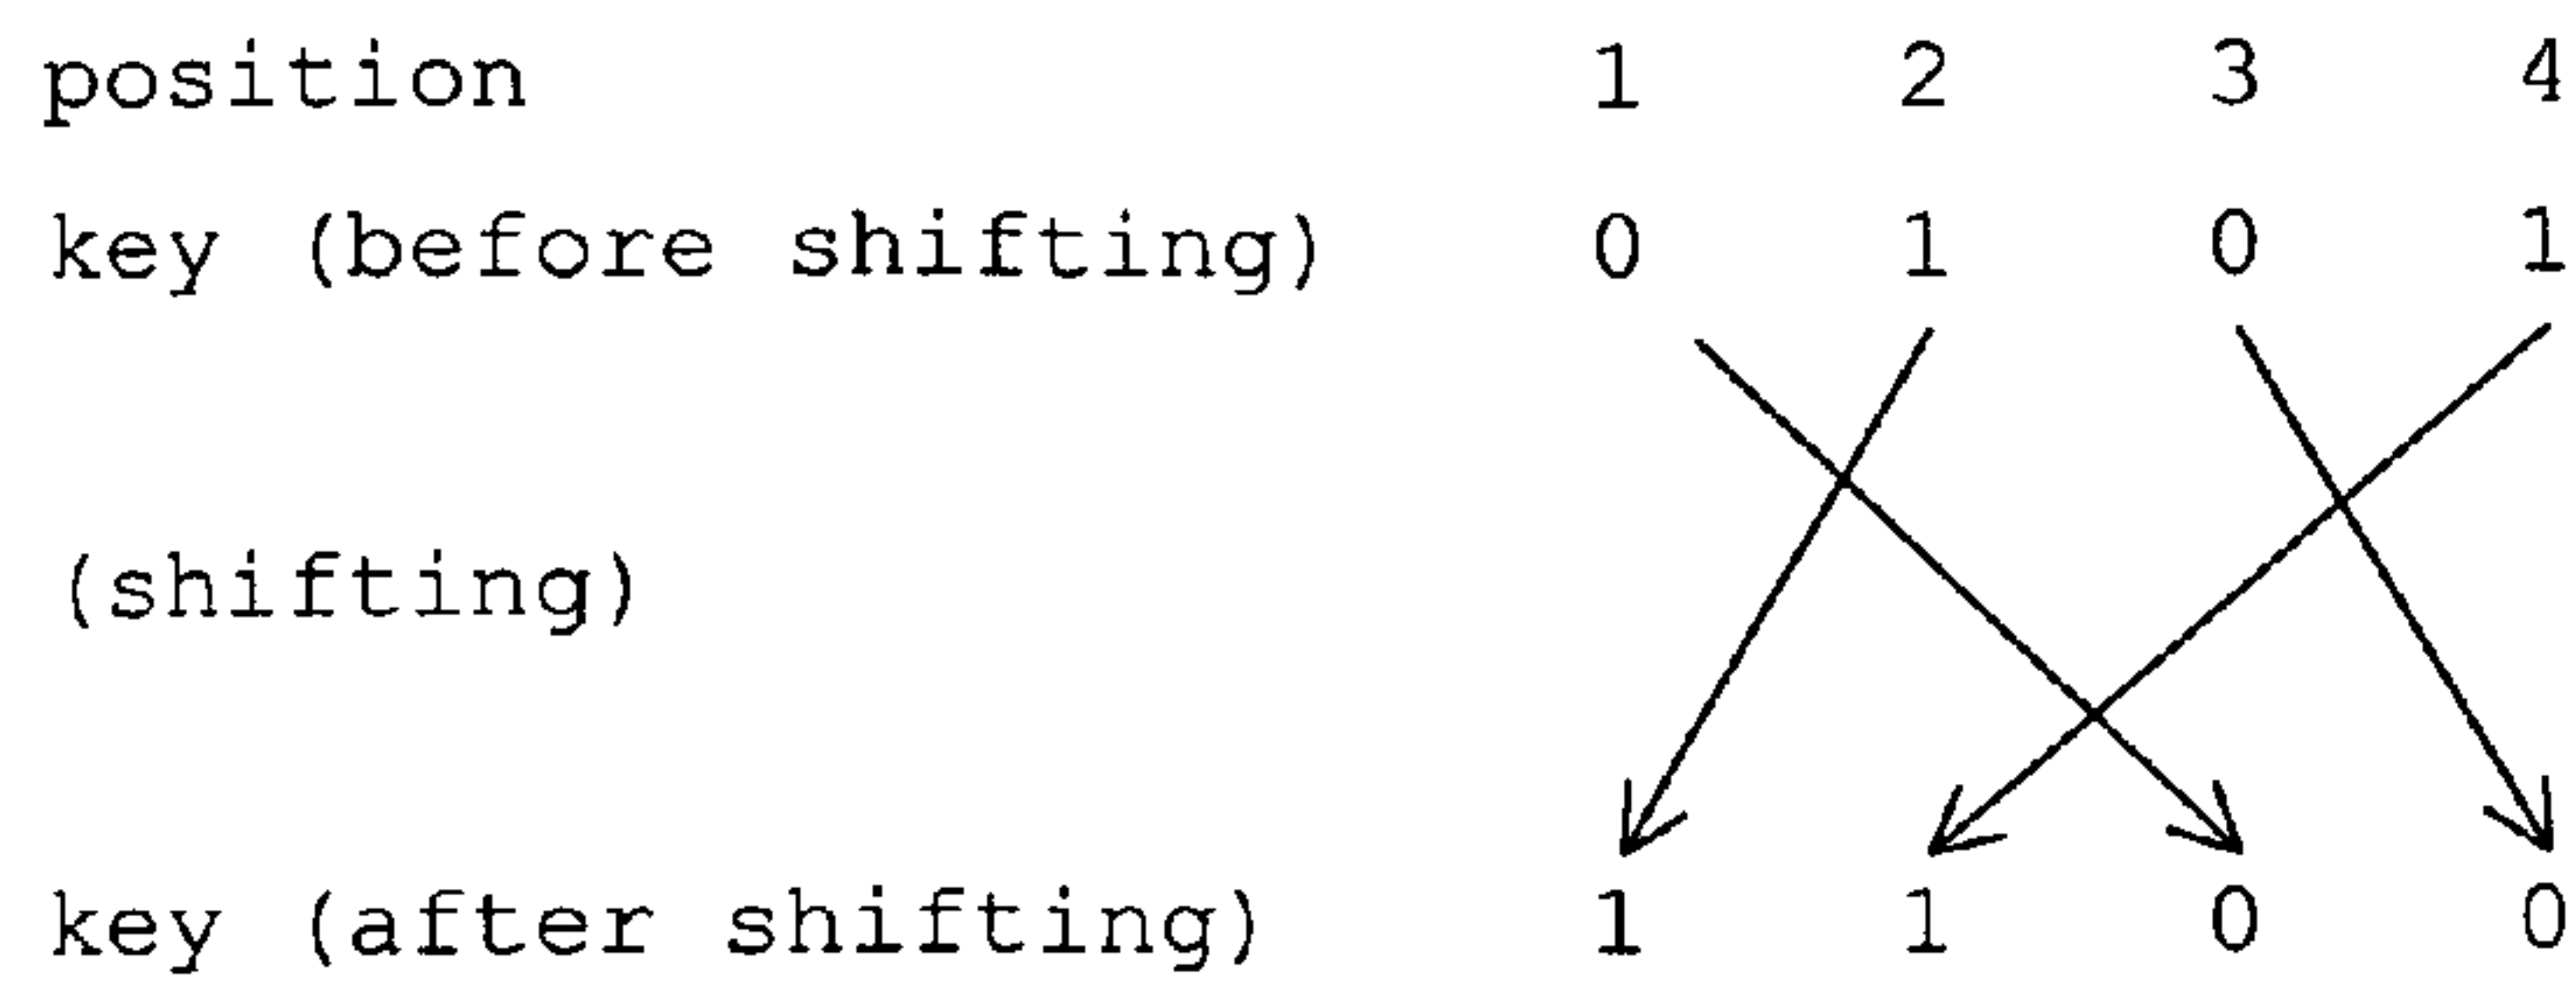 position 1 2 3 4
key (before shifting) 0 1 0 1
(shifting)
key (after shifting) 1 1 0 0